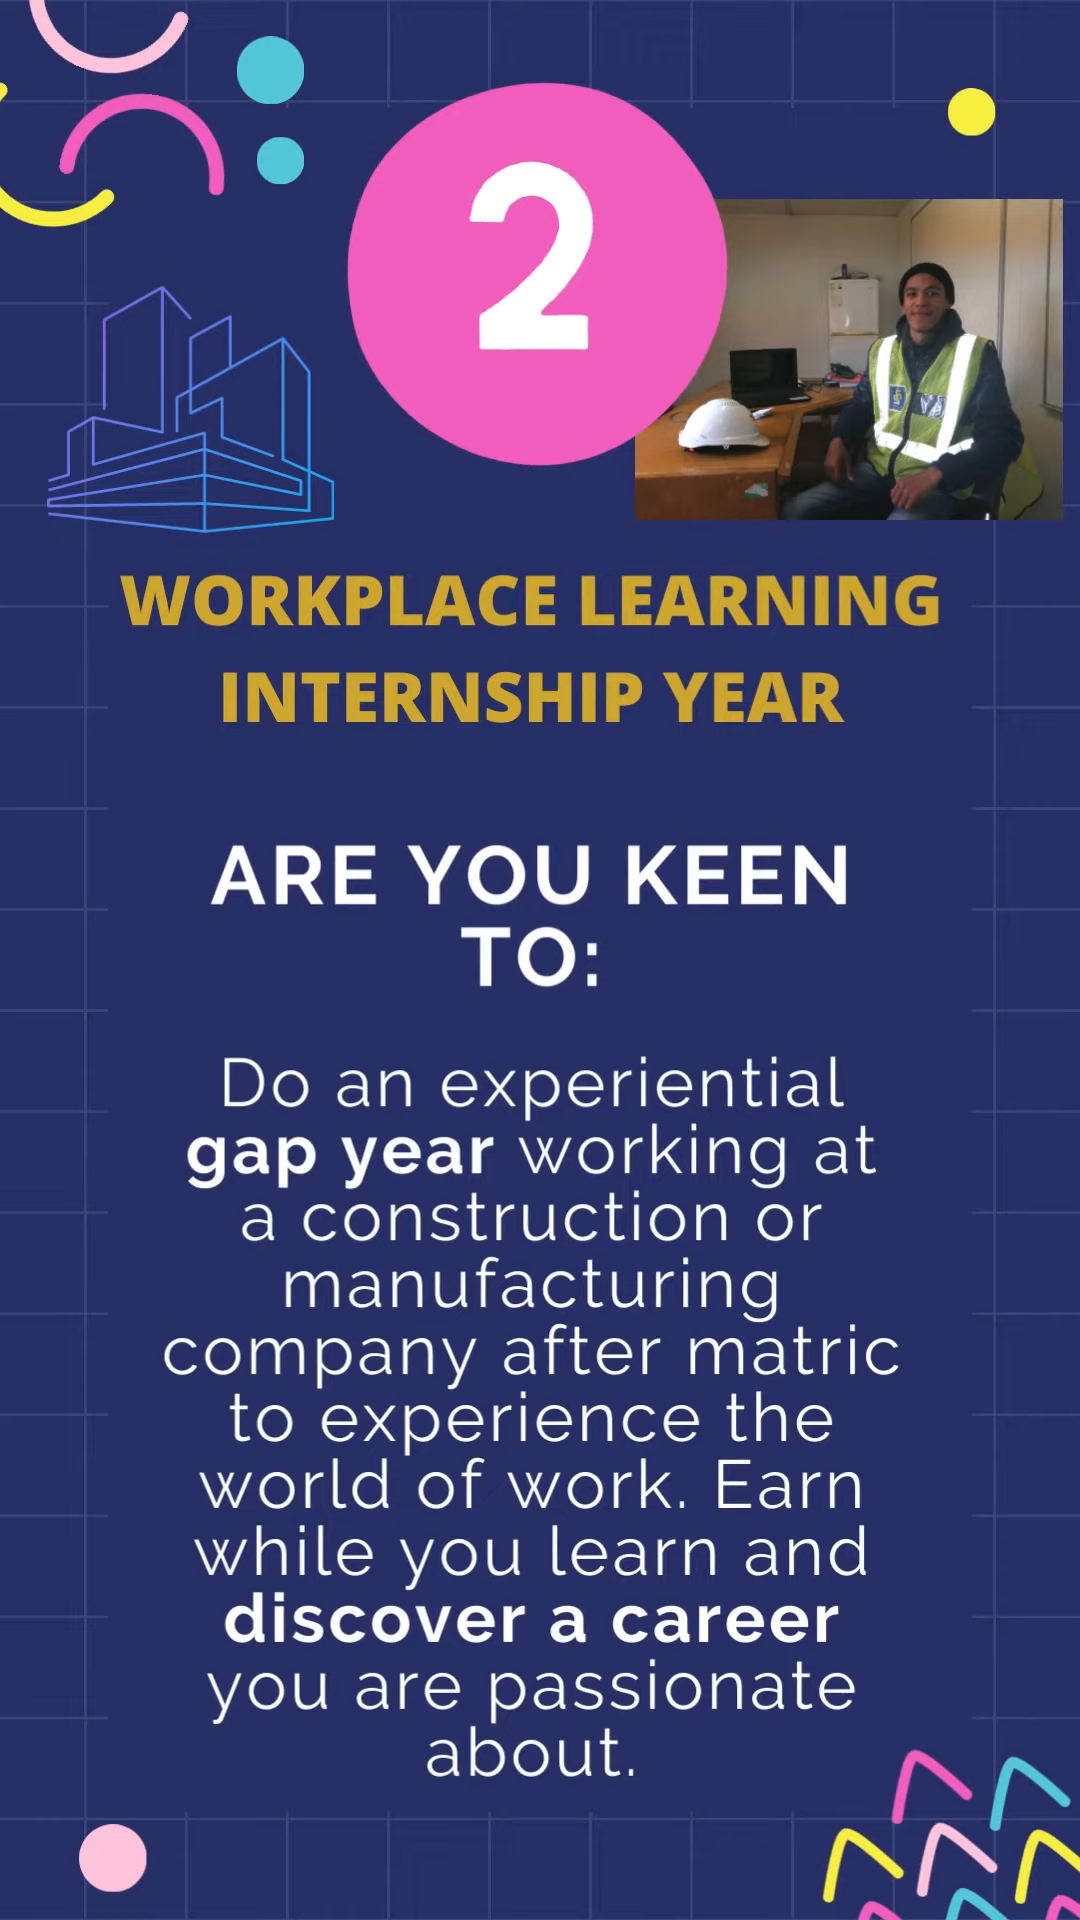 2
WORKPLACE LEARNING
INTERNSHIP YEAR
ARE YOU KEEN
TO:
Do an experiential
gap year working at
a construction or
manufacturing
company after matric
to experience the
world of work. Earn
while you learn and
discover a career
you are passionate
about.